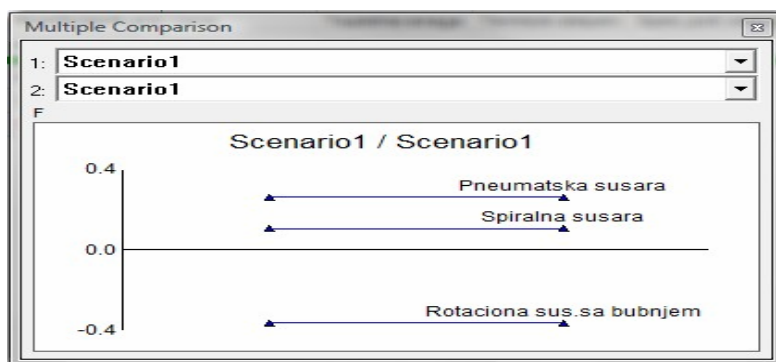 Multiple Comparison
1: Scenario1
2: Scenario1
F
Scenario1 / Scenario1
0.4
Pneumatska susara
Spiralna susara
0.0
Rotaciona sus.sa bubnjem
-0.4